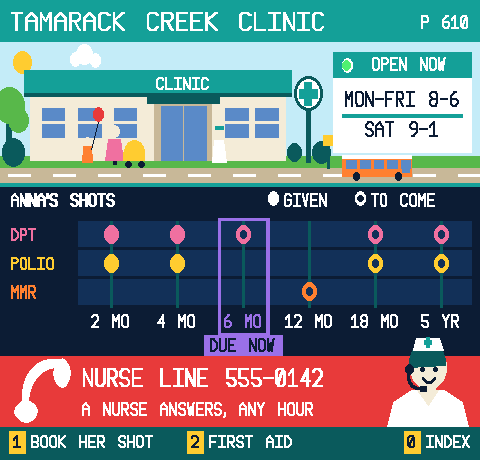 TAMARACK CREEK CLINIC
P 610
CLINIC
OPEN NOW
MON-FRI 8-6
SAT 9-1
ANNA'S SHOTS
GIVEN
TO COME
DPT
POLIO
MMR
2 MO
4 MO
6 MO
12 MO
18 MO
5 YR
DUE NOW
NURSE LINE 555-0142
A NURSE ANSWERS, ANY HOUR
1 BOOK HER SHOT
2 FIRST AID
0 INDEX